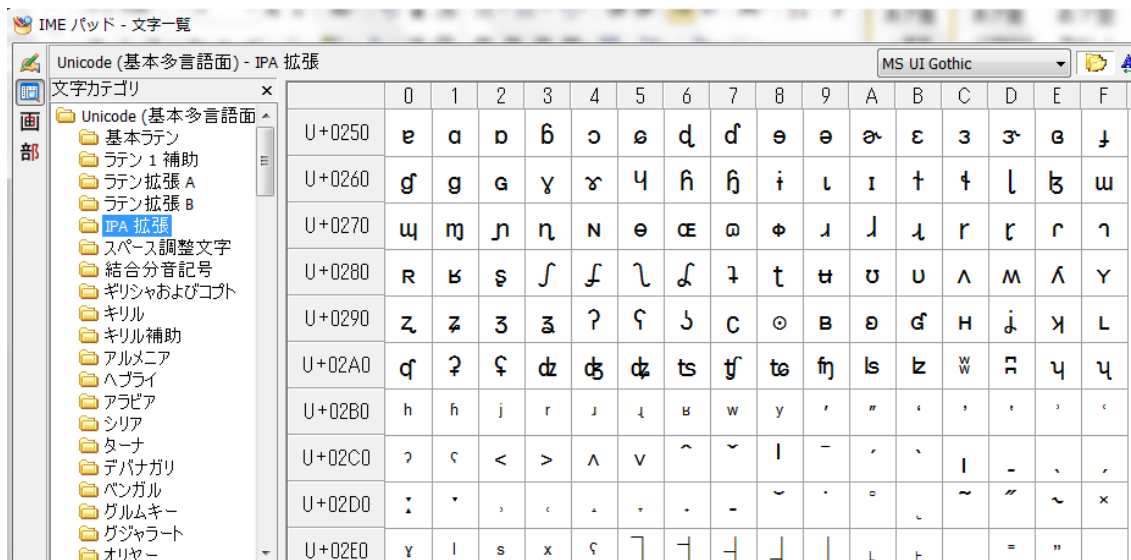 IME パッド - 文字一覧
Unicode (基本多言語面) - IPA 拡張
MS UI Gothic
文字カテゴリ
画
部
Unicode (基本多言語面
基本ラテン
ラテン 1 補助
ラテン拡張 A
ラテン拡張 B
IPA 拡張
スペース調整文字
結合分音記号
ギリシャおよびコプト
キリル
キリル補助
アルメニア
ヘブライ
アラビア
シリア
ターナ
デバナガリ
ベンガル
グルムキー
グジャラート
オリヤー
0 1 2 3 4 5 6 7 8 9 A B C D E F
U+0250 ɐ ɑ ɒ ɓ ɔ ɕ ɖ ɗ ɘ ə ɚ ɛ ɜ ɝ ɞ ɟ
U+0260 ɠ ɡ ɢ ɣ ɤ ɥ ɦ ɧ ɨ ɩ ɪ ɫ ɬ ɭ ɮ ɯ
U+0270 ɰ ɱ ɲ ɳ ɴ ɵ ɶ ɷ ɸ ɹ ɺ ɻ ɼ ɽ ɾ ɿ
U+0280 ʀ ʁ ʂ ʃ ʄ ʅ ʆ ʇ ʈ ʉ ʊ ʋ ʌ ʍ ʎ ʏ
U+0290 ʐ ʑ ʒ ʓ ʔ ʕ ʖ ʗ ʘ ʙ ʚ ʛ ʜ ʝ ʞ ʟ
U+02A0 ʠ ʡ ʢ ʣ ʤ ʥ ʦ ʧ ʨ ʩ ʪ ʫ ʬ ʭ ʮ ʯ
U+02B0 ʰ ʱ ʲ ʳ ʴ ʵ ʶ ʷ ʸ ʹ ʺ ʻ ʼ ʽ ʾ ʿ
U+02C0 ˀ ˁ ˂ ˃ ˄ ˅ ˆ ˇ ˈ ˉ ˊ ˋ ˌ ˍ ˎ ˏ
U+02D0 ː ˑ ˒ ˓ ˔ ˕ ˖ ˗ ˘ ˙ ˚ ˛ ˜ ˝ ˞ ˟
U+02E0 ˠ ˡ ˢ ˣ ˤ ˥ ˦ ˧ ˨ ˩ ˪ ˫ ˭ ˮ